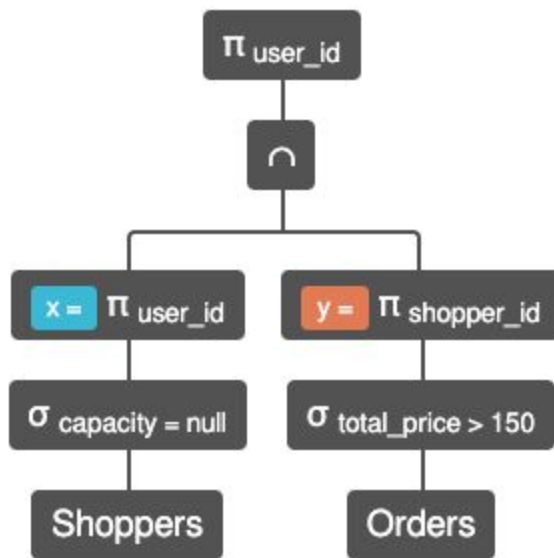 π user_id
∩
x = π user_id
y = π shopper_id
σ capacity = null
σ total_price > 150
Shoppers
Orders